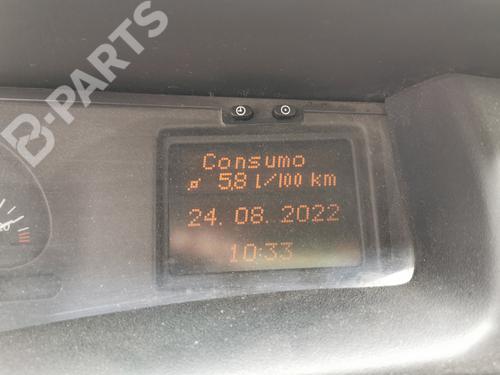 B-PARTS
Consumo
ø 5,8 l/100 km
24. 08. 2022
10:33